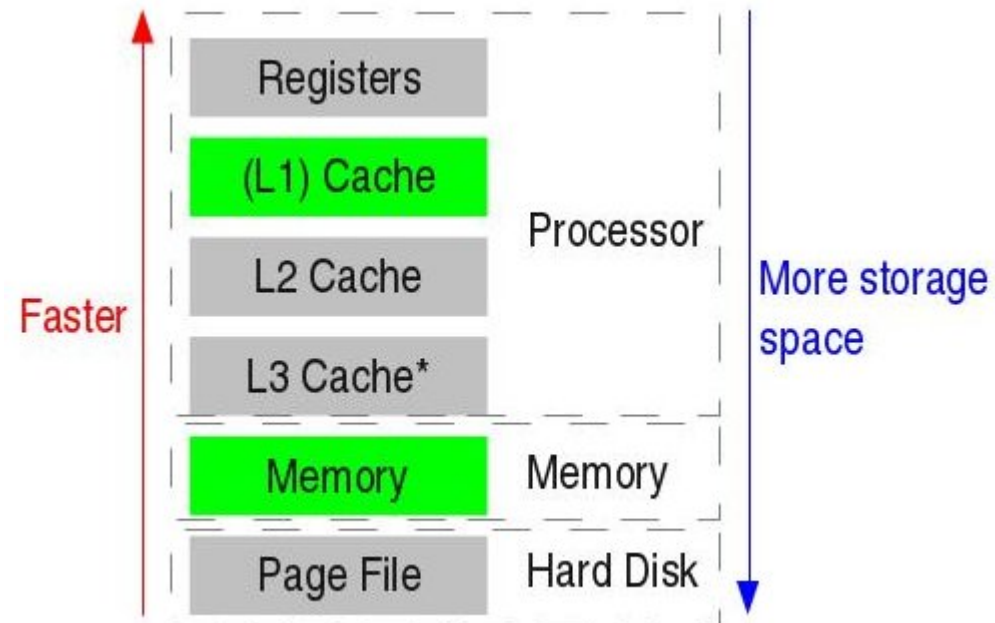 Registers
(L1) Cache
Processor
L2 Cache
More storage
space
Faster
L3 Cache*
Memory
Memory
Page File
Hard Disk